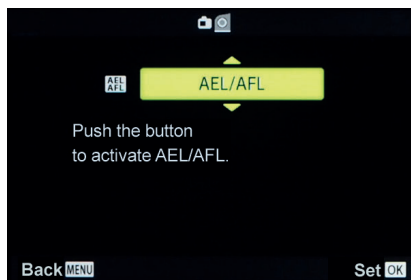 AEL
AFL
AEL/AFL
Push the button
to activate AEL/AFL.
Back MENU
Set OK